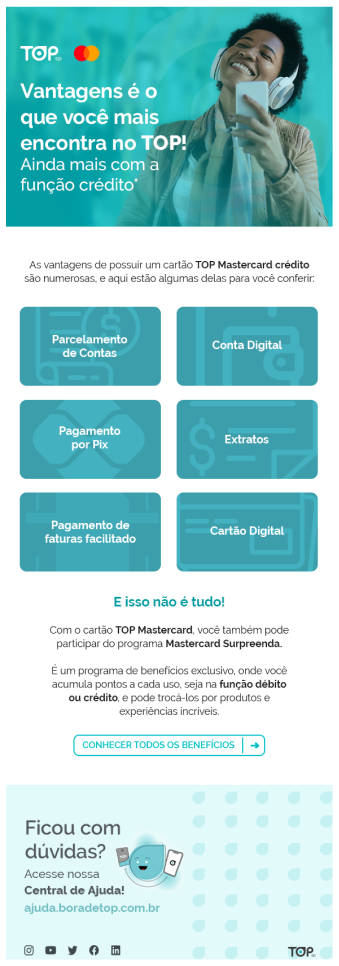 TOP SP
Vantagens é o
que você mais
encontra no TOP!
Ainda mais com a
função crédito*
As vantagens de possuir um cartão TOP Mastercard crédito
são numerosas, e aqui estão algumas delas para você conferir:
Parcelamento
de Contas
Conta Digital
Pagamento
por Pix
Extratos
Pagamento de
faturas facilitado
Cartão Digital
E isso não é tudo!
Com o cartão TOP Mastercard, você também pode
participar do programa Mastercard Surpreenda.
É um programa de benefícios exclusivo, onde você
acumula pontos a cada uso, seja na função débito
ou crédito, e pode trocá-los por produtos e
experiências incríveis.
CONHECER TODOS OS BENEFÍCIOS
Ficou com
dúvidas?
Acesse nossa
Central de Ajuda!
ajuda.boradetop.com.br
TOP SP